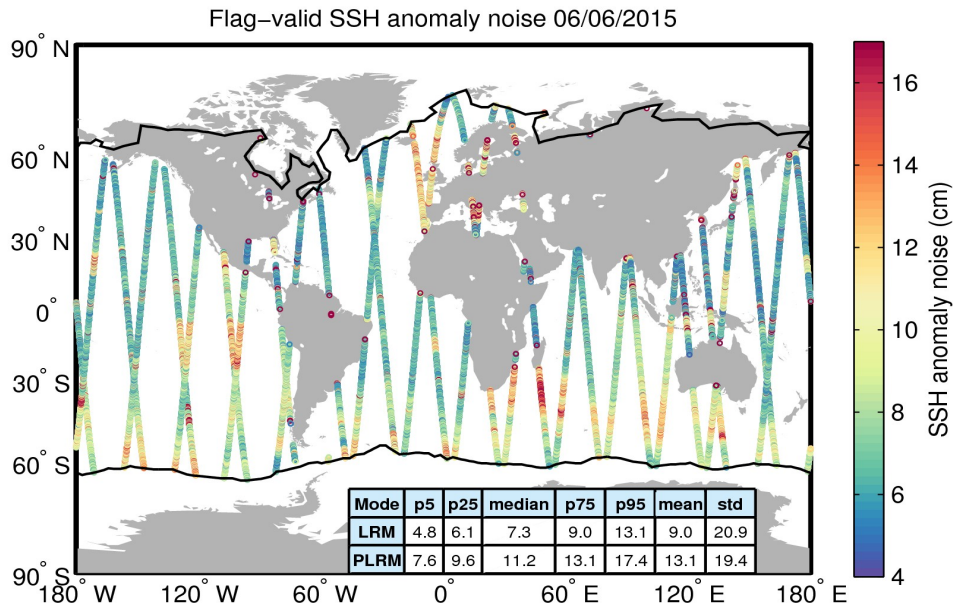 Flag−valid SSH anomaly noise 06/06/2015
90° N
60° N
30° N
0°
30° S
60° S
90° S
180° W 120° W 60° W 0° 60° E 120° E 180° E
16
14
12
10
8
6
4
SSH anomaly noise (cm)
Mode p5 p25 median p75 p95 mean std
LRM 4.8 6.1 7.3 9.0 13.1 9.0 20.9
PLRM 7.6 9.6 11.2 13.1 17.4 13.1 19.4